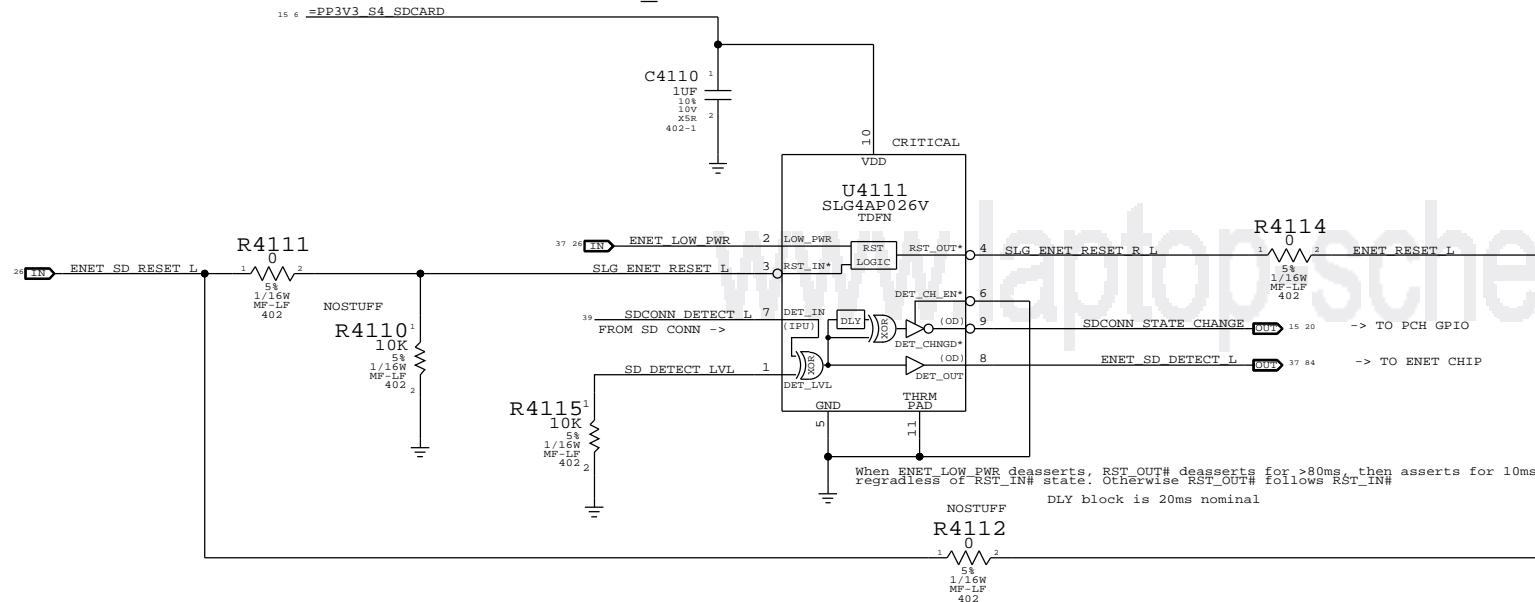 15 6 =PP3V3_S4_SDCARD
C4110 1
1UF
10%
10V
X5R 2
402-1
10
CRITICAL
VDD
U4111
SLG4AP026V
TDFN
37 26 IN ENET_LOW_PWR 2 LOW_PWR
RST
LOGIC
RST_OUT* 4 SLG_ENET_RESET_R_L
R4114
0
1 2 ENET_RESET_L
5%
1/16W
MF-LF
402
R4111
0
26 IN ENET_SD_RESET_L 1 2
5%
1/16W
MF-LF
402
SLG_ENET_RESET_L 3 RST_IN*
NOSTUFF
R4110 1
10K
5%
1/16W
MF-LF
402 2
DET_CH_EN* 6
39 SDCONN_DETECT_L 7 DET_IN
FROM SD CONN -> (IPU)
DLY
XOR
(OD) 9 SDCONN_STATE_CHANGE OUT 15 20 -> TO PCH GPIO
DET_CHNGD*
SD_DETECT_LVL 1
XOR
DET_LVL
(OD) 8 ENET_SD_DETECT_L OUT 37 84 -> TO ENET CHIP
DET_OUT
R4115 1
10K
5%
1/16W
MF-LF
402 2
GND
THRM
PAD
5
11
When ENET_LOW_PWR deasserts, RST_OUT# deasserts for >80ms, then asserts for 10ms
regradless of RST_IN# state. Otherwise RST_OUT# follows RST_IN#
DLY block is 20ms nominal
NOSTUFF
R4112
0
1 2
5%
1/16W
MF-LF
402
www.laptop-sche